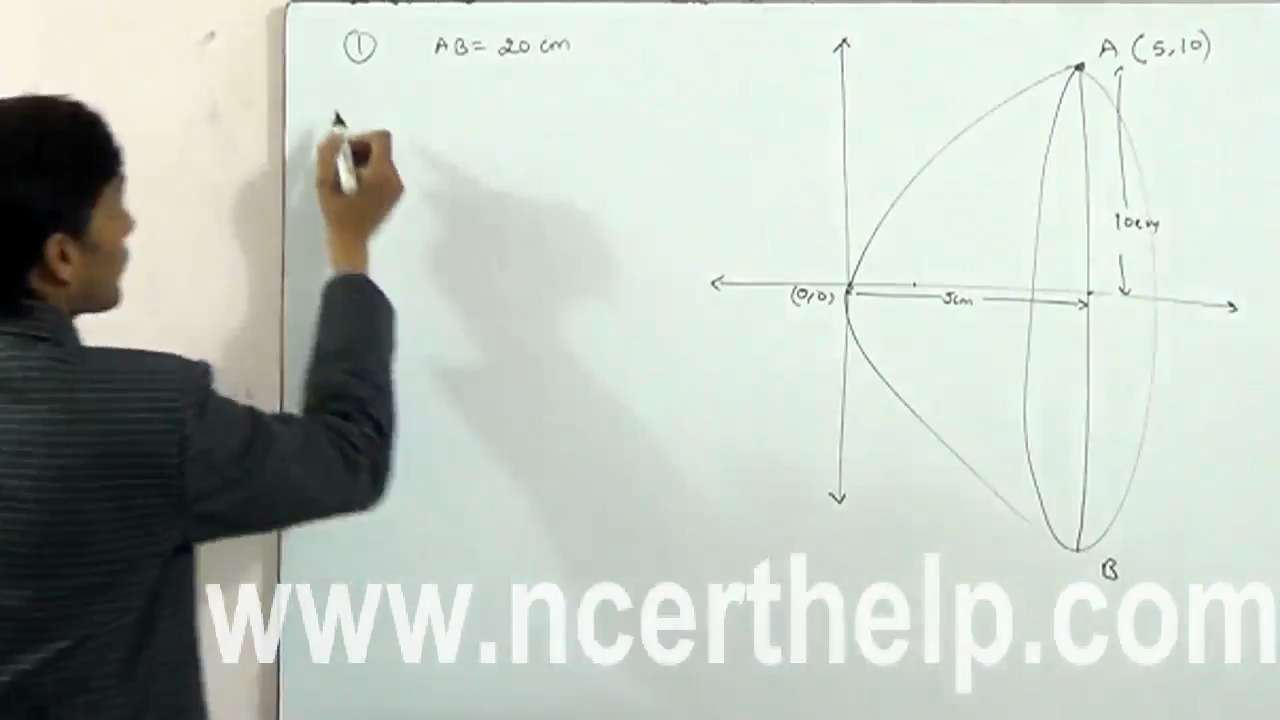 ① AB = 20 cm
A (5,10)
10cm
(0,0)
5cm
B
www.ncerthelp.com